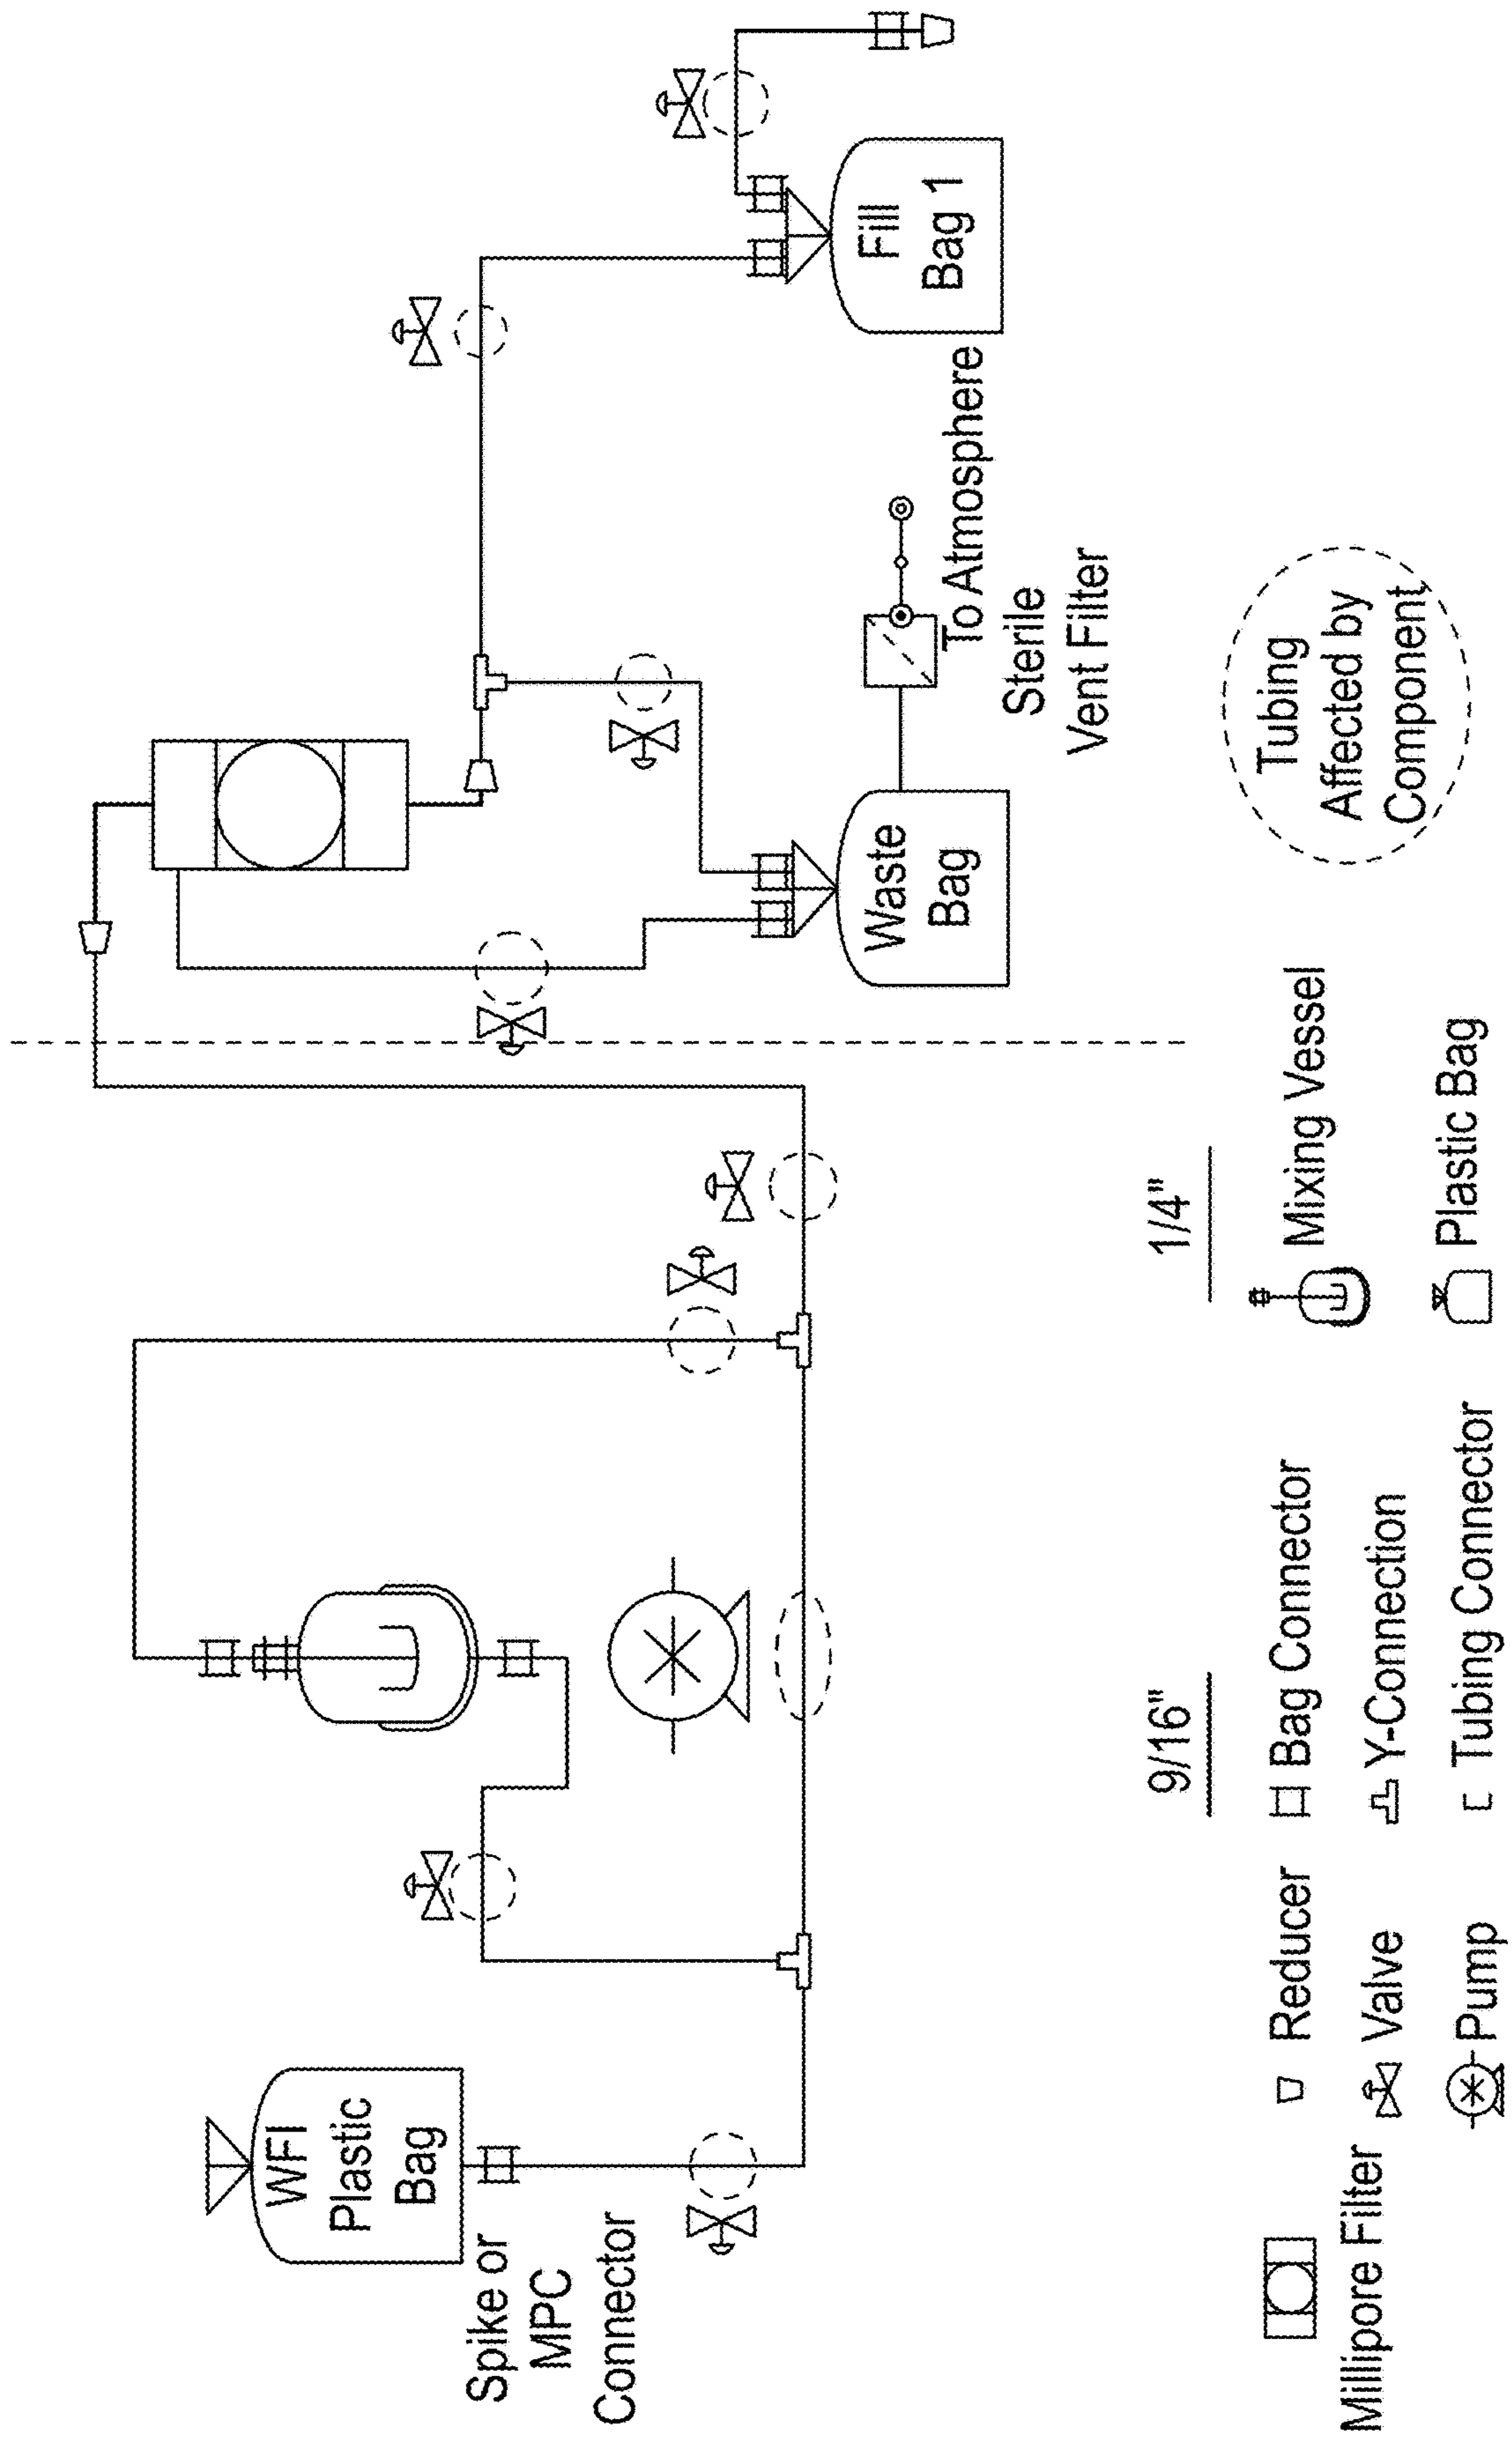 WFI
Plastic
Bag
Spike or
MPC
Connector
Waste
Bag
To Atmosphere
Sterile
Vent Filter
Fill
Bag 1
9/16"
1/4"
Tubing
Affected by
Component
Millipore Filter
Reducer
Valve
Pump
Bag Connector
Y-Connection
Tubing Connector
Mixing Vessel
Plastic Bag